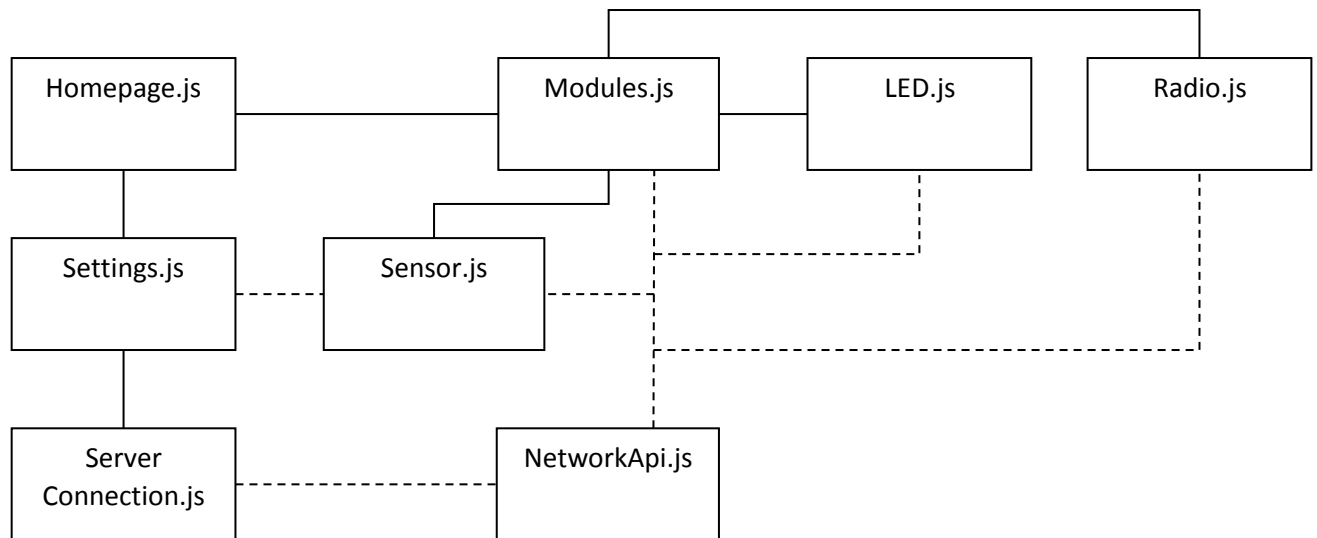 Homepage.js
Modules.js
LED.js
Radio.js
Settings.js
Sensor.js
Server
Connection.js
NetworkApi.js